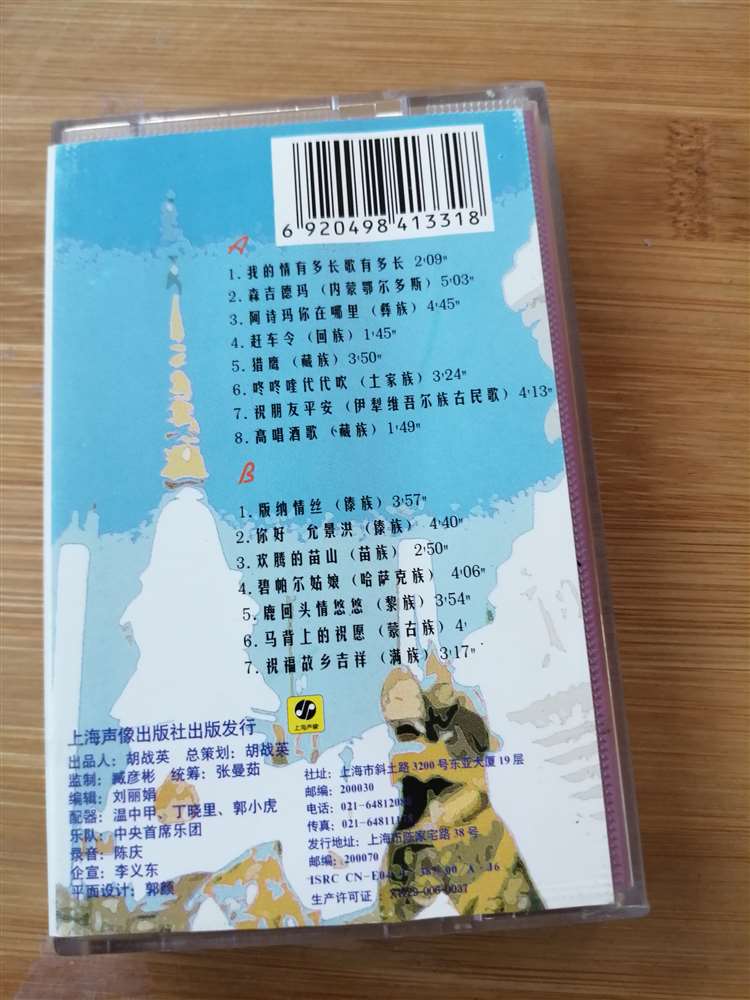 6 920498 413318
A
1. 我的情有多长歌有多长 2'09"
2. 森吉德玛 (内蒙鄂尔多斯) 5'03"
3. 阿诗玛你在哪里 (彝族) 4'45"
4. 赶车令 (回族) 1'45"
5. 猎鹰 (藏族) 3'50"
6. 咚咚喹代代吹 (土家族) 3'24"
7. 祝朋友平安 (伊犁维吾尔族古民歌) 4'13"
8. 高唱酒歌 (藏族) 1'49"
B
1. 版纳情丝 (傣族) 3'57"
2. 你好 允景洪 (傣族) 4'40"
3. 欢腾的苗山 (苗族) 2'50"
4. 碧帕尔姑娘 (哈萨克族) 4'06"
5. 鹿回头情悠悠 (黎族) 3'54"
6. 马背上的祝愿 (蒙古族) 4'
7. 祝福故乡吉祥 (满族) 3'17"
上海声像
上海声像出版社出版发行
出品人：胡战英 总策划：胡战英
监制：臧彦彬 统筹：张曼茹
编辑：刘丽娟
配器：温中甲、丁晓里、郭小虎
乐队：中央首席乐团
录音：陈庆
企宣：李义东
平面设计：郭颜
社址：上海市斜土路3200号东亚大厦19层
邮编：200030
电话：021-648120
传真：021-64811
发行地址：上海市陈家宅路38号
邮编：200070
ISRC CN-E04 00 A·J6
生产许可证：